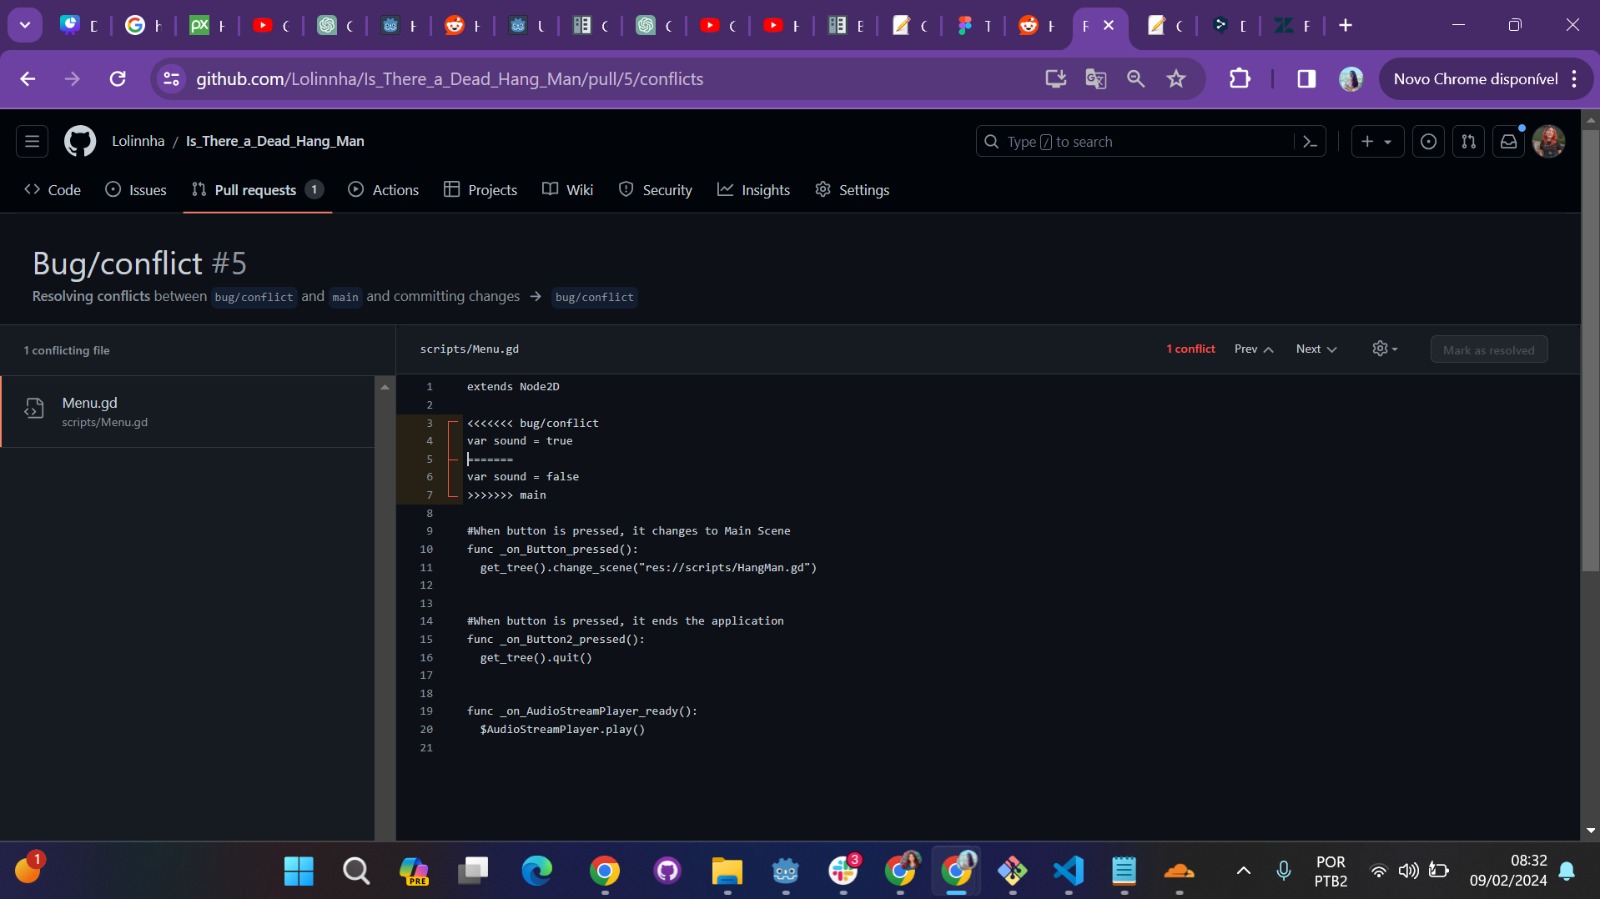 github.com/Lolinnha/Is_There_a_Dead_Hang_Man/pull/5/conflicts
Novo Chrome disponível
Lolinnha / Is_There_a_Dead_Hang_Man
Type / to search
Code
Issues
Pull requests 1
Actions
Projects
Wiki
Security
Insights
Settings
Bug/conflict #5
Resolving conflicts between bug/conflict and main and committing changes → bug/conflict
1 conflicting file
scripts/Menu.gd
1 conflict
Prev
Next
Mark as resolved
Menu.gd
scripts/Menu.gd
1 extends Node2D
2
3 <<<<<<< bug/conflict
4 var sound = true
5 =======
6 var sound = false
7 >>>>>>> main
8
9 #When button is pressed, it changes to Main Scene
10 func _on_Button_pressed():
11 get_tree().change_scene("res://scripts/HangMan.gd")
12
13
14 #When button is pressed, it ends the application
15 func _on_Button2_pressed():
16 get_tree().quit()
17
18
19 func _on_AudioStreamPlayer_ready():
20 $AudioStreamPlayer.play()
21
1
PRE
3
POR
PTB2
08:32
09/02/2024